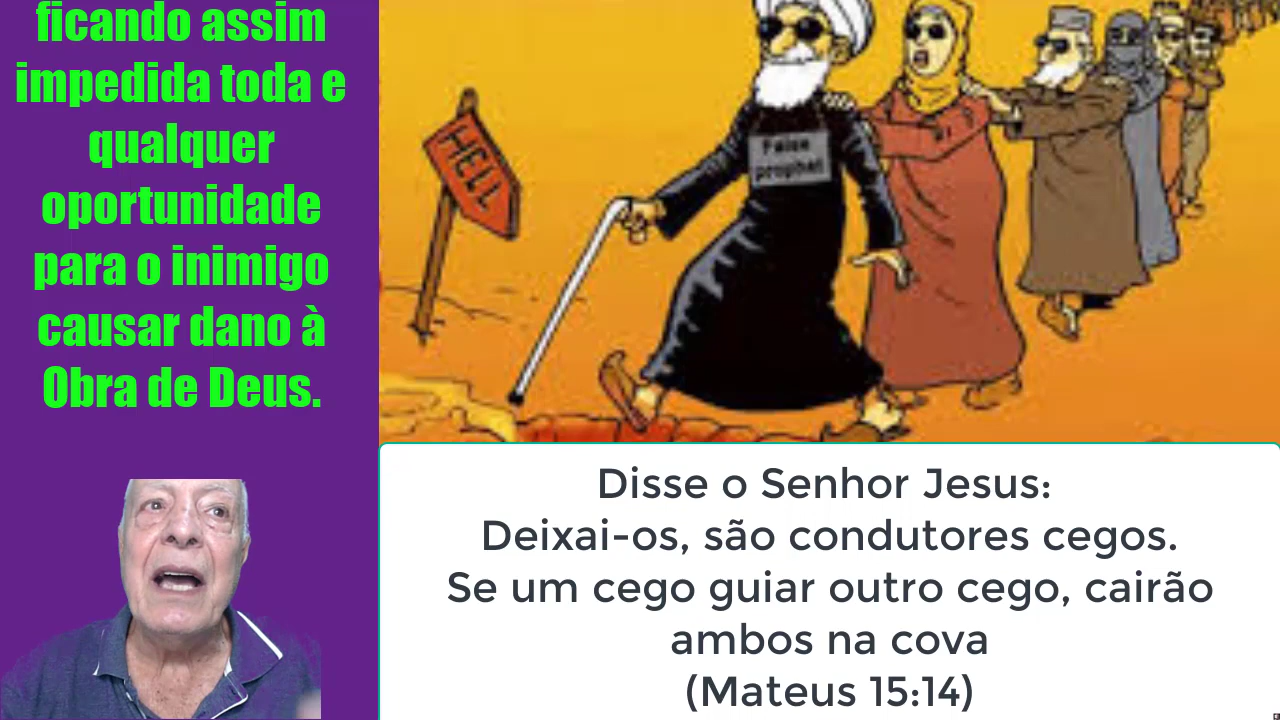 ficando assim
impedida toda e
qualquer
oportunidade
para o inimigo
causar dano à
Obra de Deus.
HELL
False
prophet
Disse o Senhor Jesus:
Deixai-os, são condutores cegos.
Se um cego guiar outro cego, cairão
ambos na cova
(Mateus 15:14)